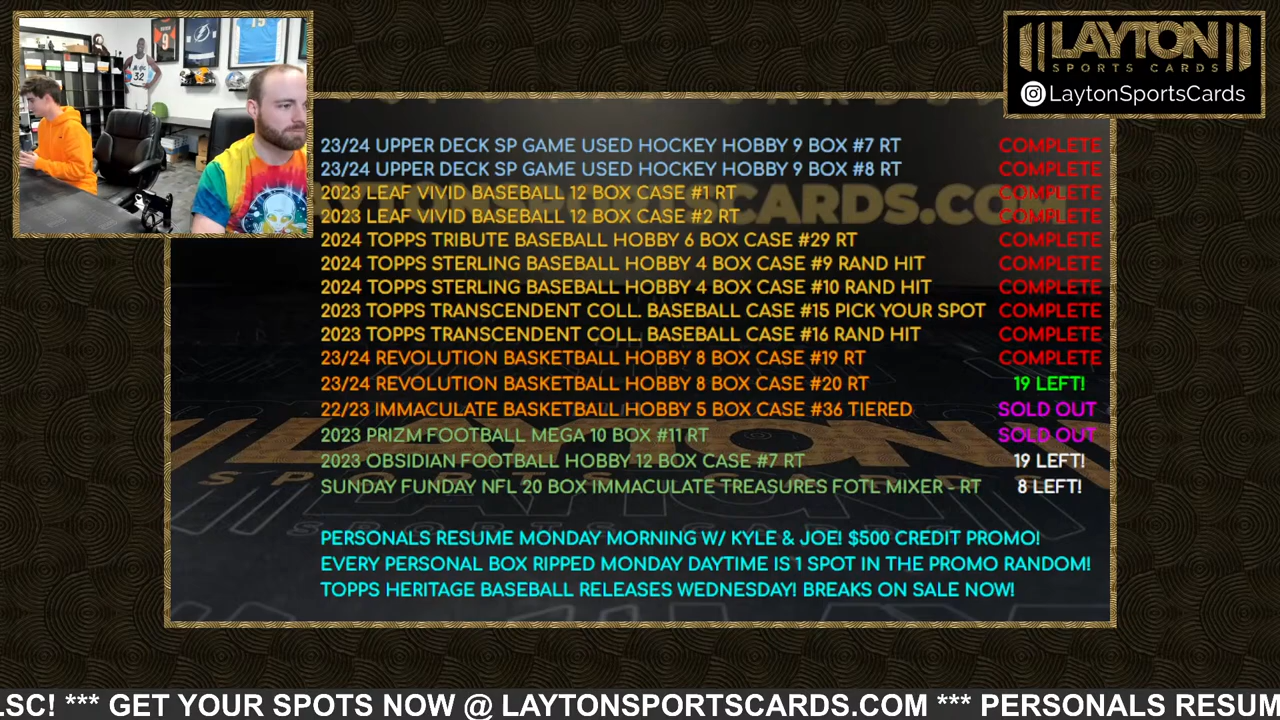 LAYTON
SPORTS CARDS
LaytonSportsCards
23/24 UPPER DECK SP GAME USED HOCKEY HOBBY 9 BOX #7 RT COMPLETE
23/24 UPPER DECK SP GAME USED HOCKEY HOBBY 9 BOX #8 RT COMPLETE
2023 LEAF VIVID BASEBALL 12 BOX CASE #1 RT COMPLETE
2023 LEAF VIVID BASEBALL 12 BOX CASE #2 RT COMPLETE
2024 TOPPS TRIBUTE BASEBALL HOBBY 6 BOX CASE #29 RT COMPLETE
2024 TOPPS STERLING BASEBALL HOBBY 4 BOX CASE #9 RAND HIT COMPLETE
2024 TOPPS STERLING BASEBALL HOBBY 4 BOX CASE #10 RAND HIT COMPLETE
2023 TOPPS TRANSCENDENT COLL. BASEBALL CASE #15 PICK YOUR SPOT COMPLETE
2023 TOPPS TRANSCENDENT COLL. BASEBALL CASE #16 RAND HIT COMPLETE
23/24 REVOLUTION BASKETBALL HOBBY 8 BOX CASE #19 RT COMPLETE
23/24 REVOLUTION BASKETBALL HOBBY 8 BOX CASE #20 RT 19 LEFT!
22/23 IMMACULATE BASKETBALL HOBBY 5 BOX CASE #36 TIERED SOLD OUT
2023 PRIZM FOOTBALL MEGA 10 BOX #11 RT SOLD OUT
2023 OBSIDIAN FOOTBALL HOBBY 12 BOX CASE #7 RT 19 LEFT!
SUNDAY FUNDAY NFL 20 BOX IMMACULATE TREASURES FOTL MIXER - RT 8 LEFT!
PERSONALS RESUME MONDAY MORNING W/ KYLE & JOE! $500 CREDIT PROMO!
EVERY PERSONAL BOX RIPPED MONDAY DAYTIME IS 1 SPOT IN THE PROMO RANDOM!
TOPPS HERITAGE BASEBALL RELEASES WEDNESDAY! BREAKS ON SALE NOW!
LSC! *** GET YOUR SPOTS NOW @ LAYTONSPORTSCARDS.COM *** PERSONALS RESUM